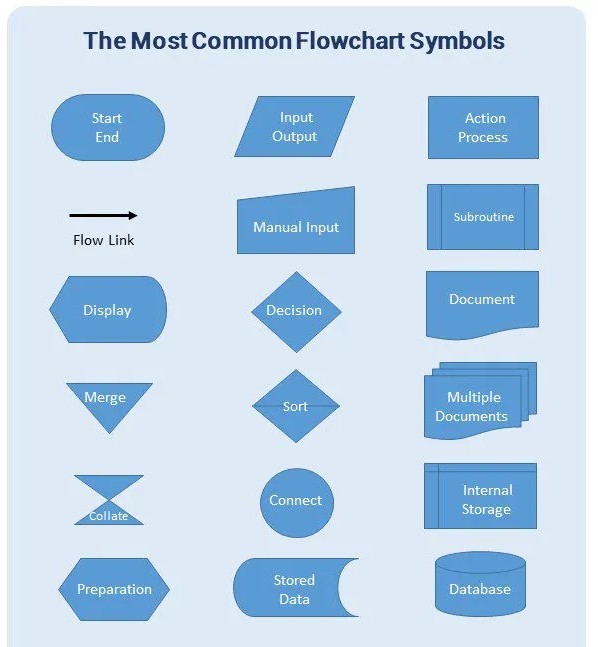 The Most Common Flowchart Symbols
Start
End
Input
Output
Action
Process
Flow Link
Manual Input
Subroutine
Display
Decision
Document
Merge
Sort
Multiple
Documents
Collate
Connect
Internal
Storage
Preparation
Stored
Data
Database